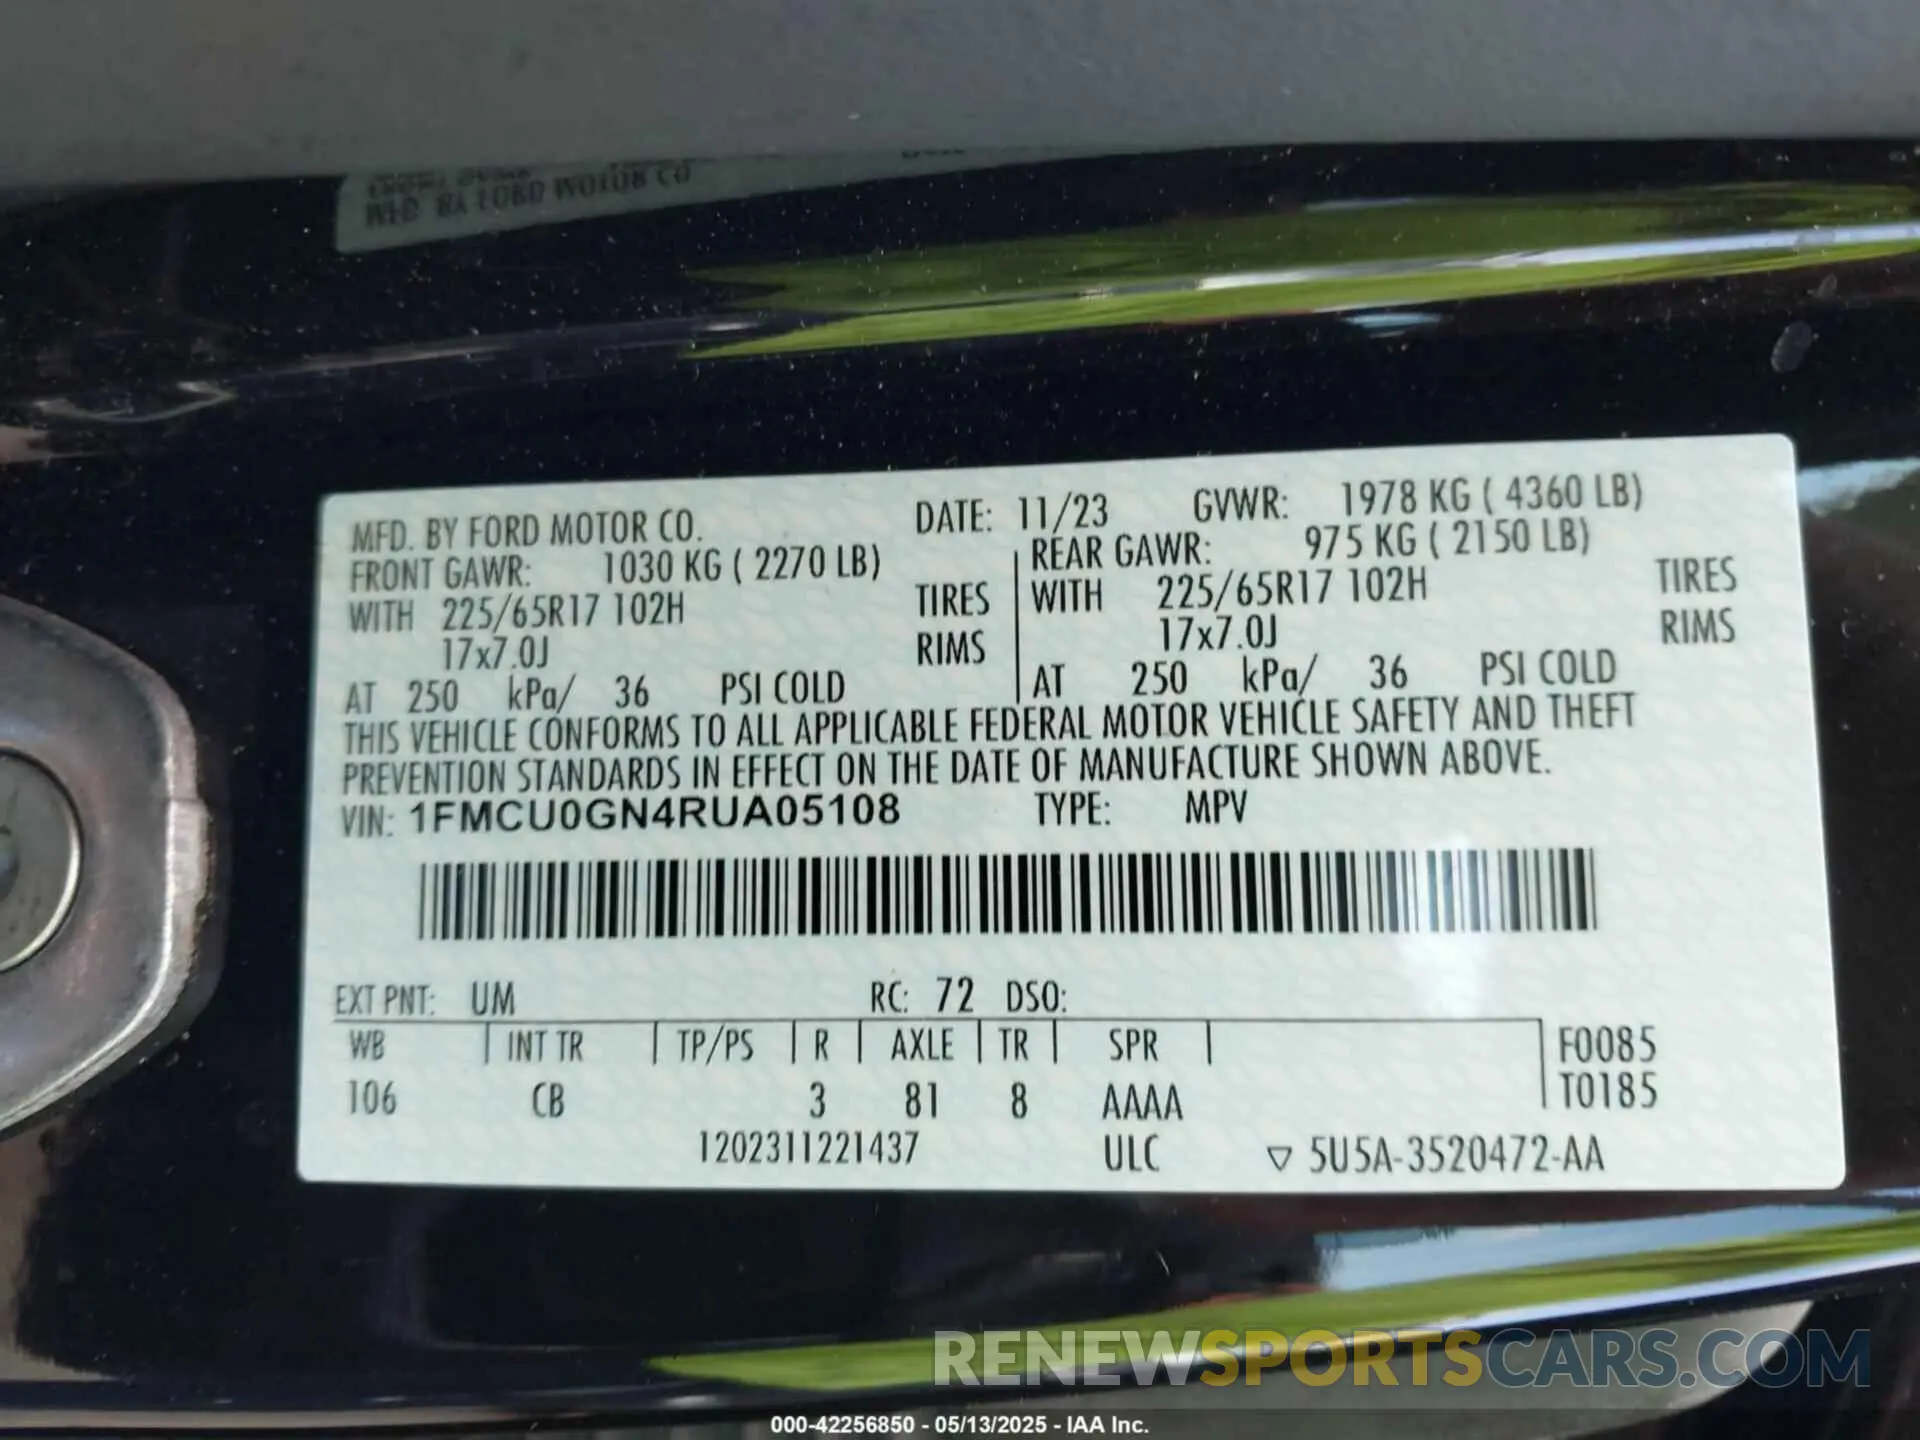 MFD. BY FORD MOTOR CO.
MFD. BY FORD MOTOR CO. DATE: 11/23 GVWR: 1978 KG ( 4360 LB)
FRONT GAWR: 1030 KG ( 2270 LB) REAR GAWR: 975 KG ( 2150 LB)
WITH 225/65R17 102H TIRES WITH 225/65R17 102H TIRES
17x7.0J RIMS 17x7.0J RIMS
AT 250 kPa/ 36 PSI COLD AT 250 kPa/ 36 PSI COLD
THIS VEHICLE CONFORMS TO ALL APPLICABLE FEDERAL MOTOR VEHICLE SAFETY AND THEFT
PREVENTION STANDARDS IN EFFECT ON THE DATE OF MANUFACTURE SHOWN ABOVE.
VIN: 1FMCU0GN4RUA05108 TYPE: MPV
EXT PNT: UM RC: 72 DSO:
WB INT TR TP/PS R AXLE TR SPR F0085
106 CB 3 81 8 AAAA T0185
1202311221437 ULC ▽ 5U5A-3520472-AA
RENEWSPORTSCARS.COM
000-42256850 - 05/13/2025 - IAA Inc.